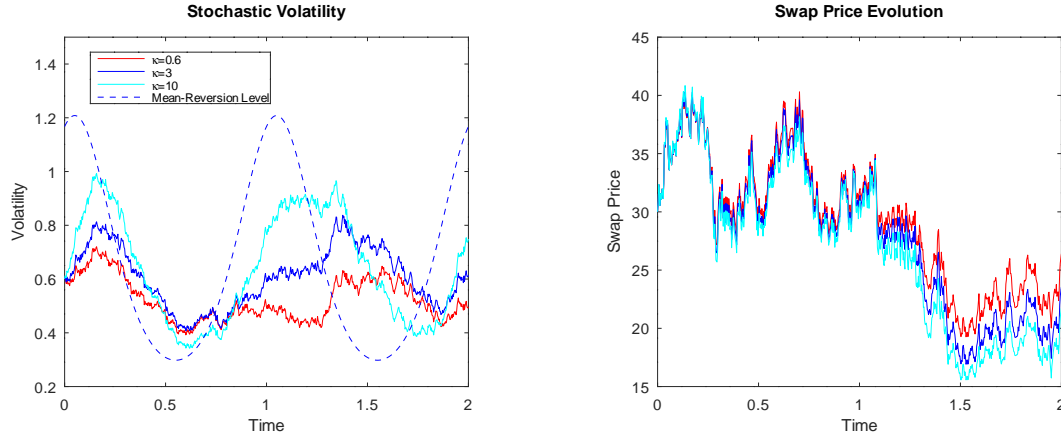 Stochastic Volatility
Volatility
1.4
1.2
1
0.8
0.6
0.4
0.2
κ=0.6
κ=3
κ=10
Mean-Reversion Level
0 0.5 1 1.5 2
Time
Swap Price Evolution
Swap Price
45
40
35
30
25
20
15
0 0.5 1 1.5 2
Time